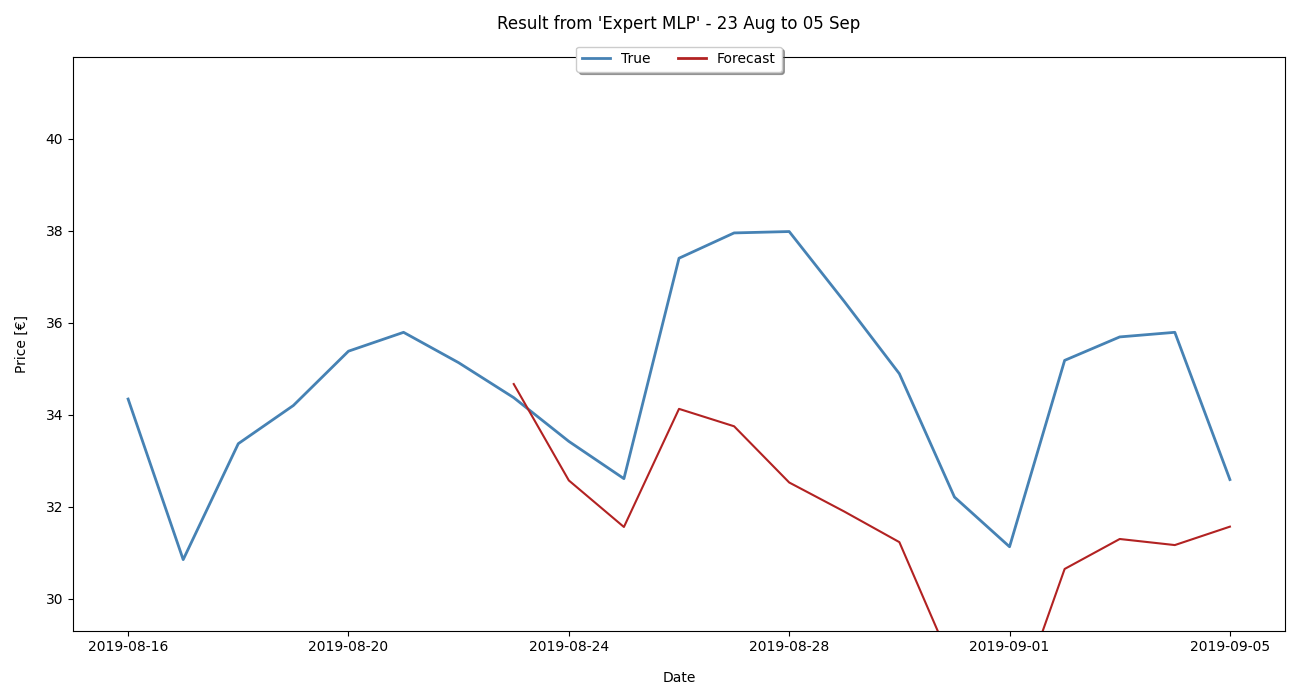 Result from 'Expert MLP' - 23 Aug to 05 Sep
True Forecast
Price [€]
40
38
36
34
32
30
2019-08-16 2019-08-20 2019-08-24 2019-08-28 2019-09-01 2019-09-05
Date